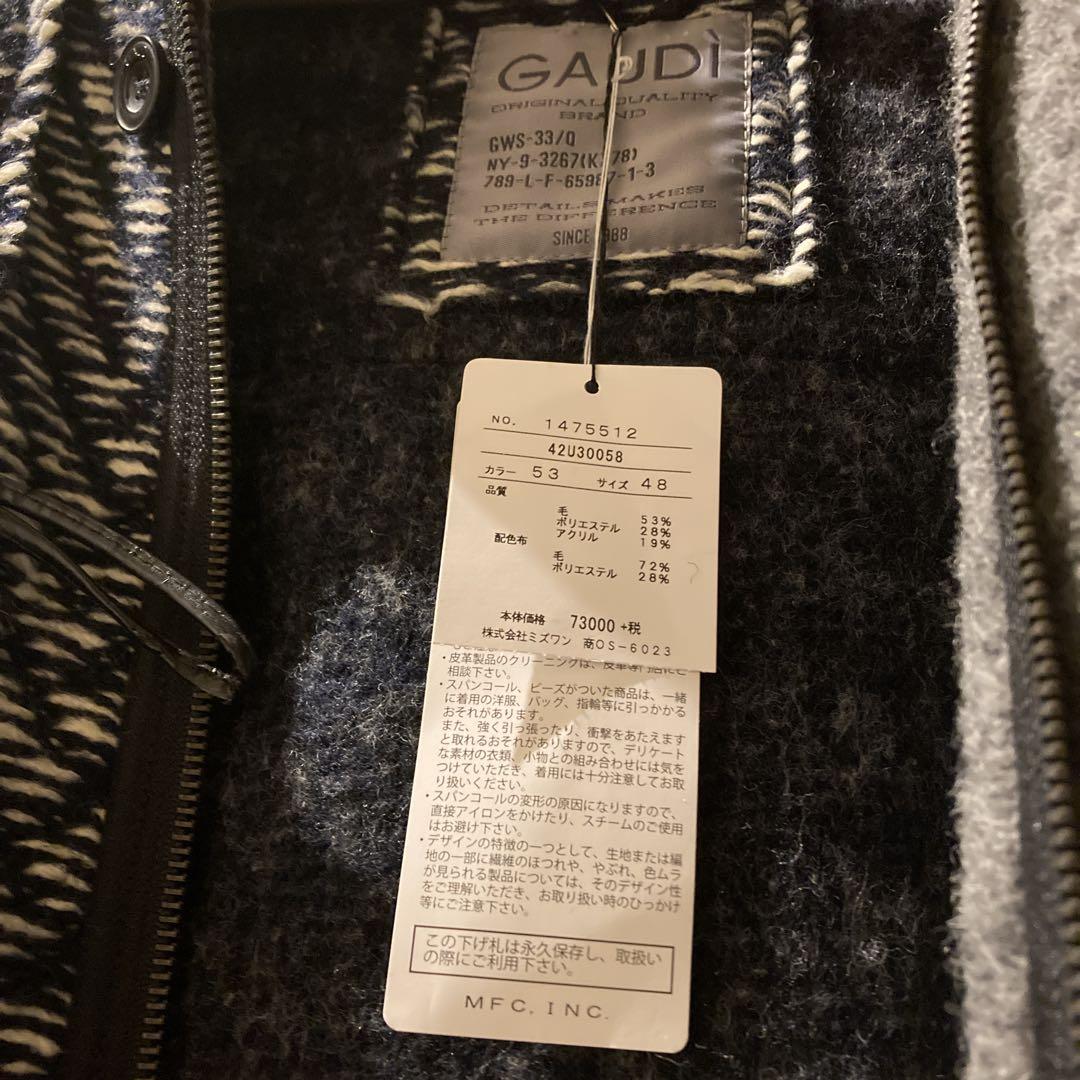 GAUDÌ
ORIGINAL QUALITY
BRAND
GWS-33/Q
NY-9-3267(K378)
789-L-F-65987-1-3
DETAILS MAKES
THE DIFFERENCE
SINCE 1988
NO. 1475512
42U30058
カラー 53 サイズ 48
品質
毛 53%
ポリエステル 28%
アクリル 19%
配色布
毛 72%
ポリエステル 28%
本体価格 73000 +税
株式会社ミズワン 商OS-6023
・皮革製品のクリーニングは、皮革専門店にご
相談下さい。
・スパンコール、ビーズがついた商品は、一緒
に着用の洋服、バッグ、指輪等に引っかかる
おそれがあります。
また、強く引っ張ったり、衝撃をあたえます
と取れるおそれがありますので、デリケート
な素材の衣類、小物との組み合わせには気を
つけていただき、着用には十分注意してお取
り扱いください。
・スパンコールの変形の原因になりますので、
直接アイロンをかけたり、スチームのご使用
はお避け下さい。
・デザインの特徴の一つとして、生地または編
地の一部に繊維のほつれや、やぶれ、色ムラ
が見られる製品については、そのデザイン性
をご理解いただき、お取り扱い時のひっかけ
等にご注意下さい。
この下げ札は永久保存し、取扱い
の際にご利用下さい。
MFC, INC.